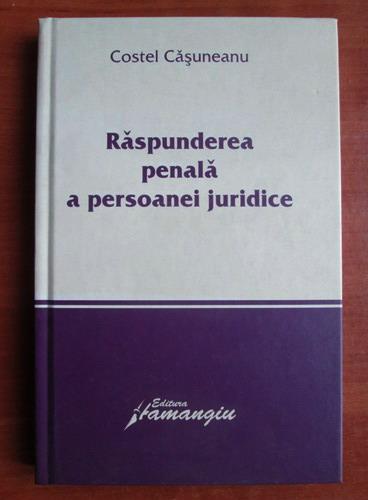 Costel Cășuneanu
Răspunderea
penală
a persoanei juridice
Editura
Hamangiu